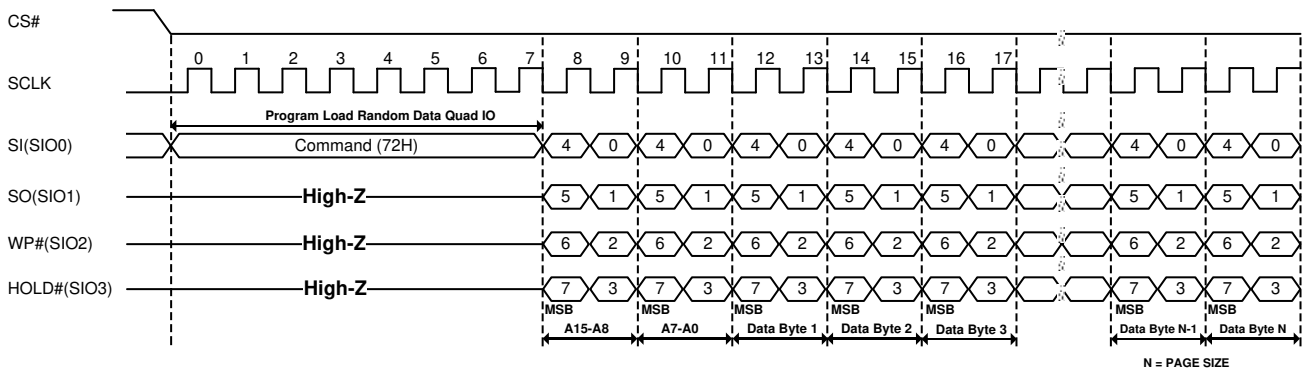 CS#
0 1 2 3 4 5 6 7 8 9 10 11 12 13 14 15 16 17
SCLK
Program Load Random Data Quad IO
SI(SIO0) Command (72H) 4 0 4 0 4 0 4 0 4 0 4 0 4 0
SO(SIO1) High-Z 5 1 5 1 5 1 5 1 5 1 5 1 5 1
WP#(SIO2) High-Z 6 2 6 2 6 2 6 2 6 2 6 2 6 2
HOLD#(SIO3) High-Z 7 3 7 3 7 3 7 3 7 3 7 3 7 3
MSB MSB MSB MSB MSB MSB MSB
A15-A8 A7-A0 Data Byte 1 Data Byte 2 Data Byte 3 Data Byte N-1 Data Byte N
N = PAGE SIZE